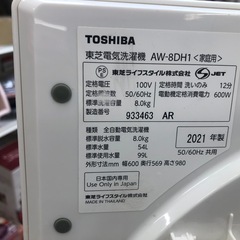 TOSHIBA
東芝電気洗濯機 AW-8DH1<家庭用>
東芝ライフスタイル株式会社 JET
定格電圧 100V 定格時間 洗いのみ 12分
定格周波数 50/60Hz 電動機定格消費電力 600W
標準洗濯容量 8.0kg
製造番号 933463 AR
種類 全自動電気洗濯機 2021年製
標準脱水容量 8.0kg
標準水量 54L
標準使用水量 99L 50/60Hz 共用
外形寸法 mm 幅600 奥行569 高さ980
日本国内専用
Use Only in Japan
東芝ライフスタイル株式会社
MADE IN THAILAND